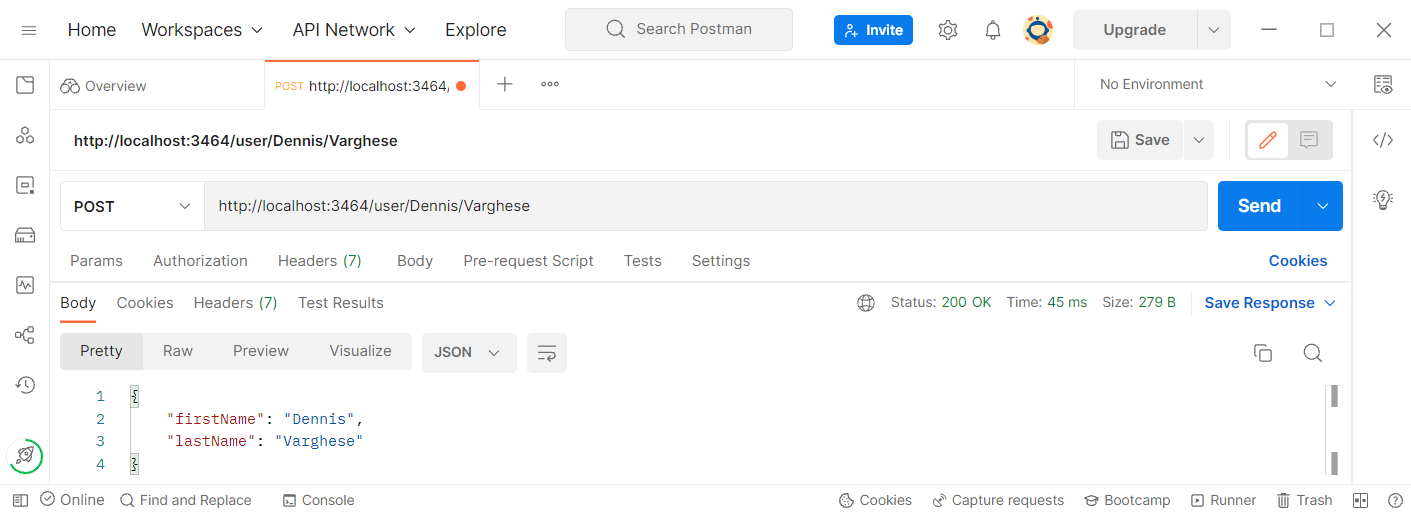 Home Workspaces API Network Explore Search Postman Invite Upgrade
Overview POST http://localhost:3464/ No Environment
http://localhost:3464/user/Dennis/Varghese Save
POST http://localhost:3464/user/Dennis/Varghese Send
Params Authorization Headers (7) Body Pre-request Script Tests Settings Cookies
Body Cookies Headers (7) Test Results Status: 200 OK Time: 45 ms Size: 279 B Save Response
Pretty Raw Preview Visualize JSON
1 {
2 "firstName": "Dennis",
3 "lastName": "Varghese"
4 }
Online Find and Replace Console Cookies Capture requests Bootcamp Runner Trash